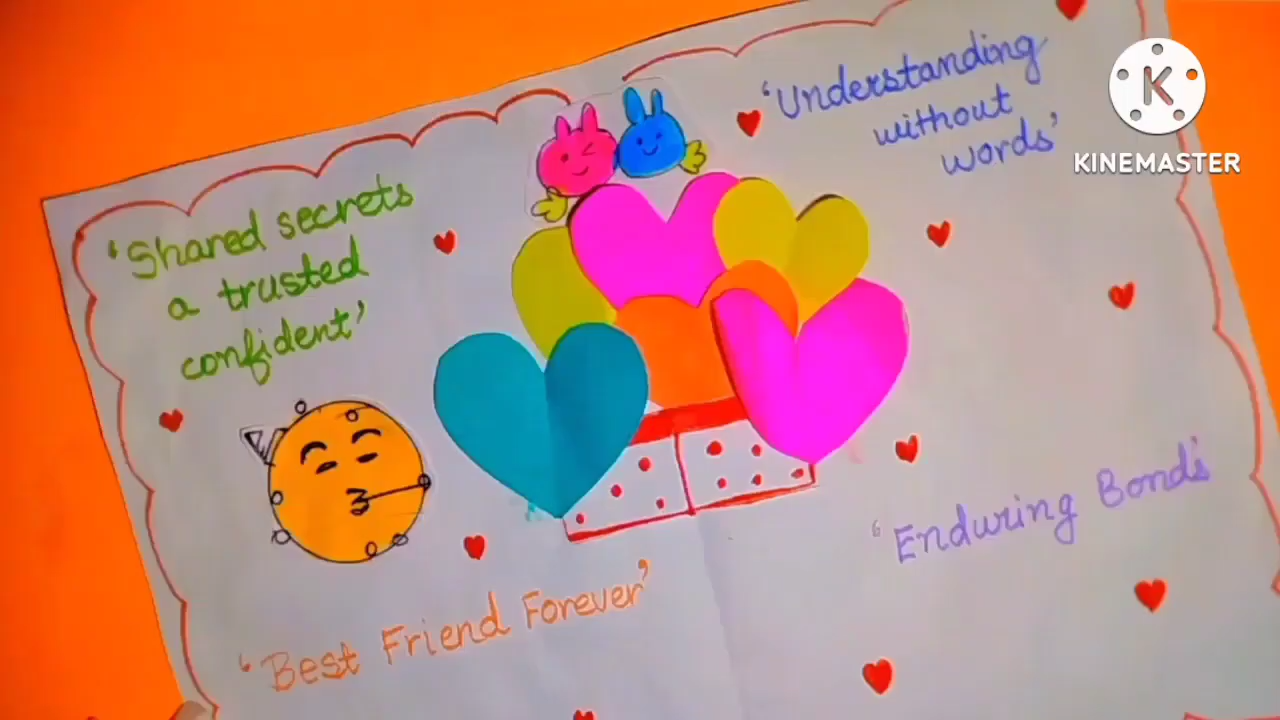 'Understanding
without
words'
K
KINEMASTER
'Shared secrets
a trusted
confident'
'Enduring Bonds'
'Best Friend Forever'